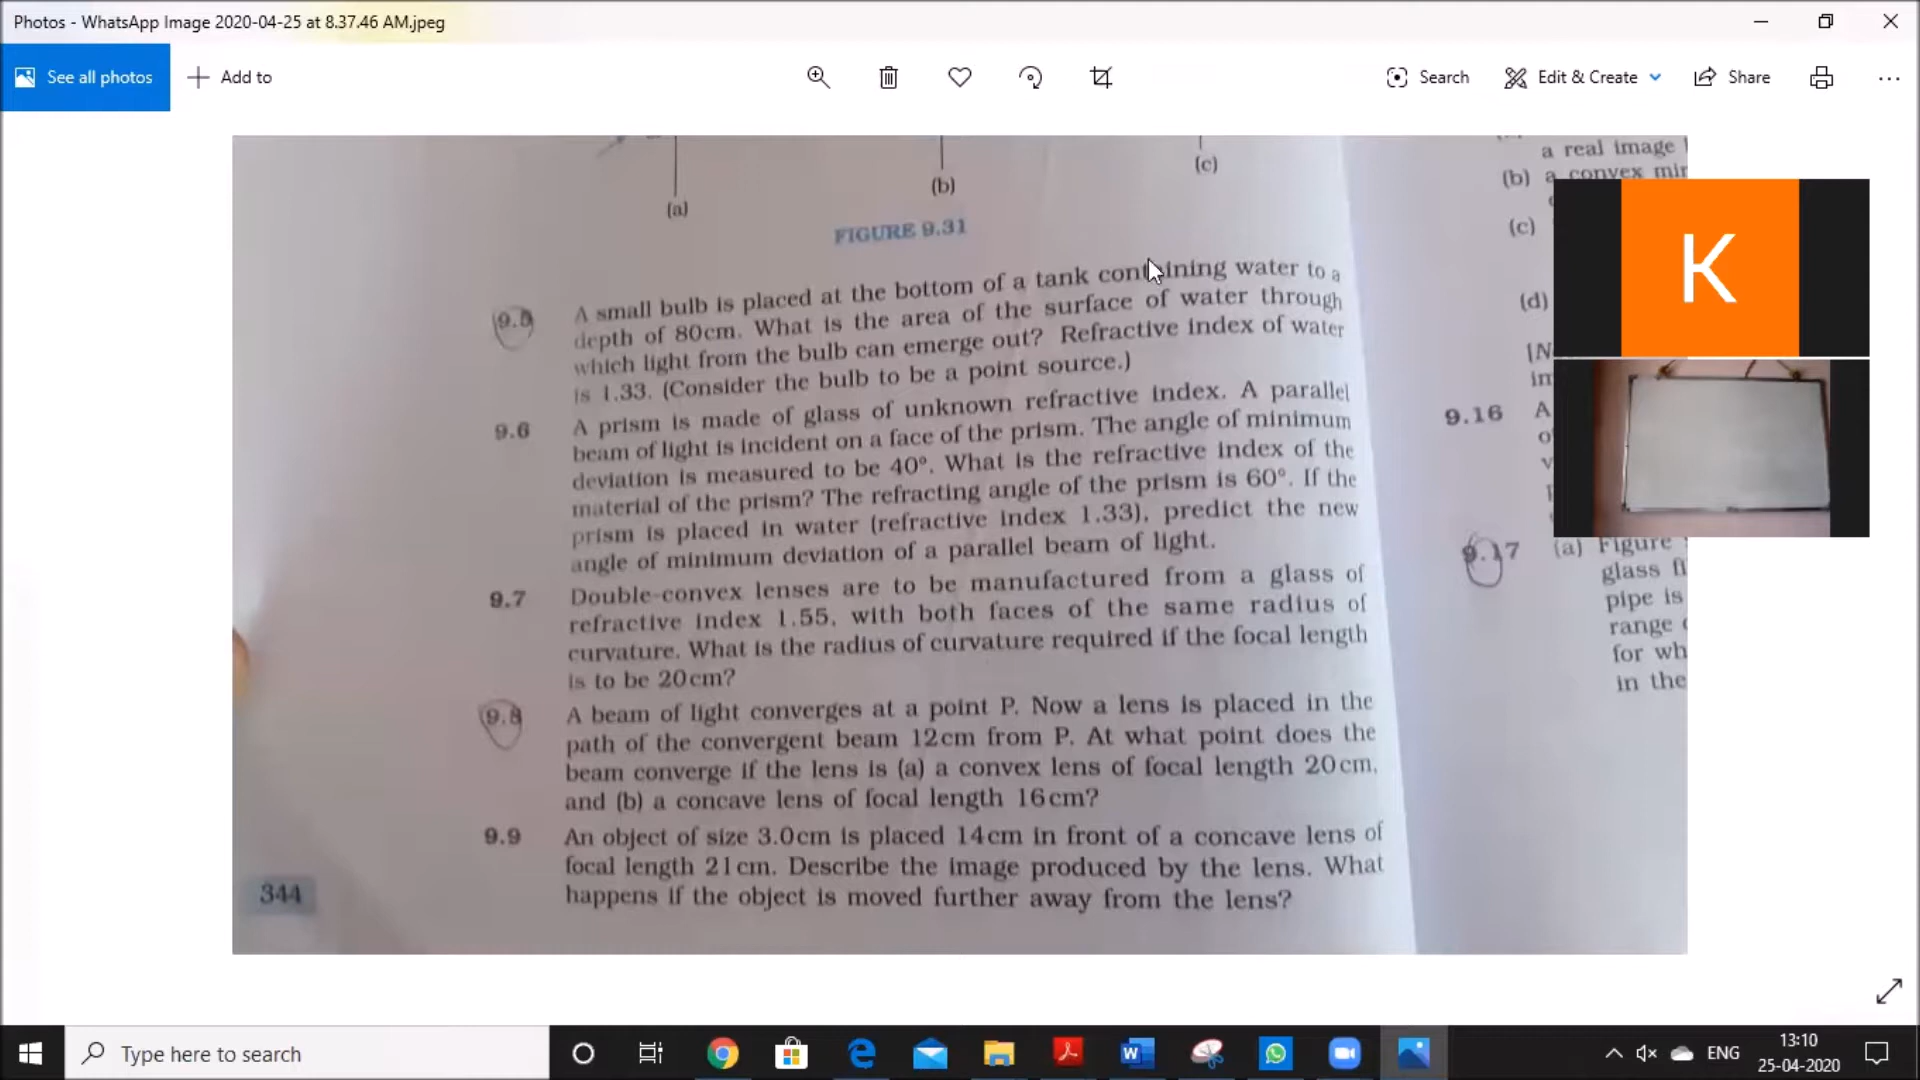 Photos - WhatsApp Image 2020-04-25 at 8.37.46 AM.jpeg
See all photos
Add to
Search
Edit & Create
Share
(a)
(b)
(c)
FIGURE 9.31
9.5 A small bulb is placed at the bottom of a tank containing water to a
depth of 80cm. What is the area of the surface of water through
which light from the bulb can emerge out? Refractive index of water
is 1.33. (Consider the bulb to be a point source.)
9.6 A prism is made of glass of unknown refractive index. A parallel
beam of light is incident on a face of the prism. The angle of minimum
deviation is measured to be 40°. What is the refractive index of the
material of the prism? The refracting angle of the prism is 60°. If the
prism is placed in water (refractive index 1.33), predict the new
angle of minimum deviation of a parallel beam of light.
9.7 Double-convex lenses are to be manufactured from a glass of
refractive index 1.55, with both faces of the same radius of
curvature. What is the radius of curvature required if the focal length
is to be 20cm?
9.8 A beam of light converges at a point P. Now a lens is placed in the
path of the convergent beam 12cm from P. At what point does the
beam converge if the lens is (a) a convex lens of focal length 20cm,
and (b) a concave lens of focal length 16cm?
9.9 An object of size 3.0cm is placed 14cm in front of a concave lens of
focal length 21cm. Describe the image produced by the lens. What
happens if the object is moved further away from the lens?
344
a real image
(b) a convex mir
(c)
(d)
[N
im
9.16 A
9.17 (a) Figure
glass fi
pipe is
range
for wh
in the
K
Type here to search
ENG
13:10
25-04-2020